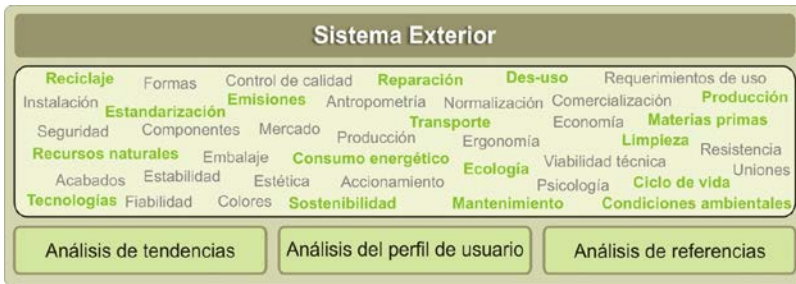 Sistema Exterior
Reciclaje Formas Control de calidad Reparación Des-uso Requerimientos de uso
Instalación Estandarización Emisiones Antropometría Normalización Comercialización Producción
Seguridad Componentes Mercado Producción Transporte Ergonomía Economía Materias primas
Recursos naturales Embalaje Consumo energético Ecología Viabilidad técnica Limpieza Resistencia
Acabados Estabilidad Estética Accionamiento Psicología Ciclo de vida Uniones
Tecnologías Fiabilidad Colores Sostenibilidad Mantenimiento Condiciones ambientales
Análisis de tendencias Análisis del perfil de usuario Análisis de referencias